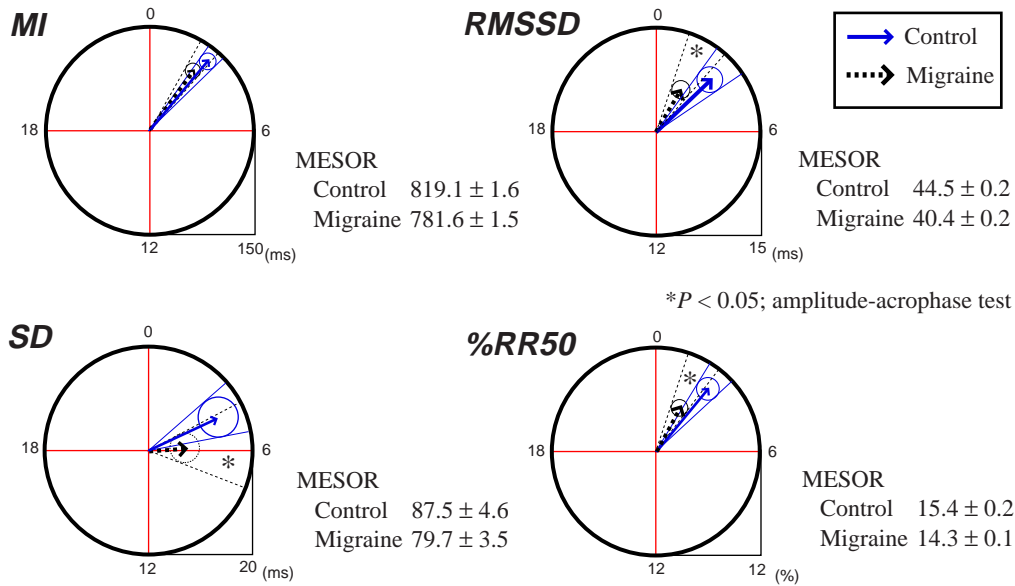 MI
0
18
6
12
150 (ms)
MESOR
Control 819.1 ± 1.6
Migraine 781.6 ± 1.5
RMSSD
0
*
18
6
12
15 (ms)
MESOR
Control 44.5 ± 0.2
Migraine 40.4 ± 0.2
Control
Migraine
*P < 0.05; amplitude-acrophase test
SD
0
18
6
*
12
20 (ms)
MESOR
Control 87.5 ± 4.6
Migraine 79.7 ± 3.5
%RR50
0
*
18
6
12
12 (%)
MESOR
Control 15.4 ± 0.2
Migraine 14.3 ± 0.1